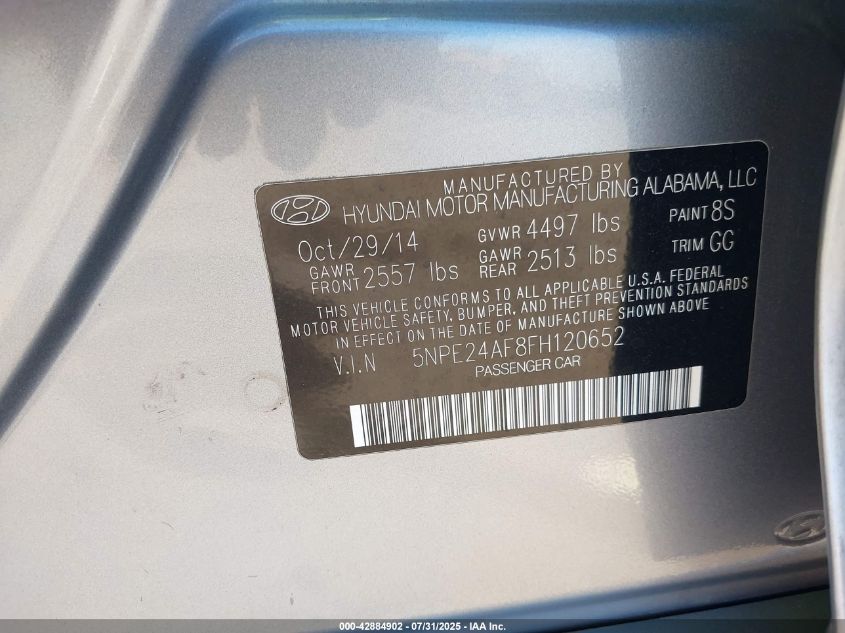 MANUFACTURED BY
HYUNDAI MOTOR MANUFACTURING ALABAMA, LLC
Oct/29/14 GVWR 4497 lbs PAINT 8S
GAWR FRONT 2557 lbs GAWR REAR 2513 lbs TRIM GG
THIS VEHICLE CONFORMS TO ALL APPLICABLE U.S.A. FEDERAL
MOTOR VEHICLE SAFETY, BUMPER, AND THEFT PREVENTION STANDARDS
IN EFFECT ON THE DATE OF MANUFACTURE SHOWN ABOVE
V.I.N 5NPE24AF8FH120652
PASSENGER CAR
000-42884902 - 07/31/2025 - IAA Inc.